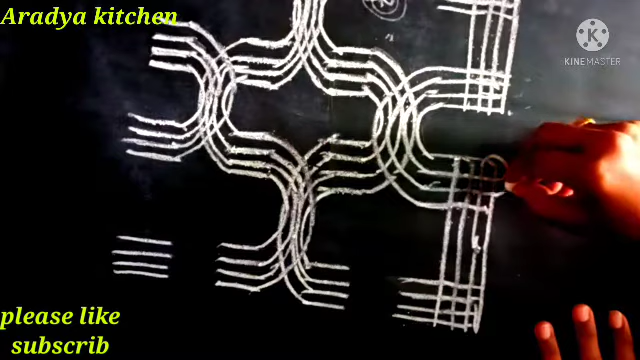 Aradya kitchen
K
KINEMASTER
please like
subscrib